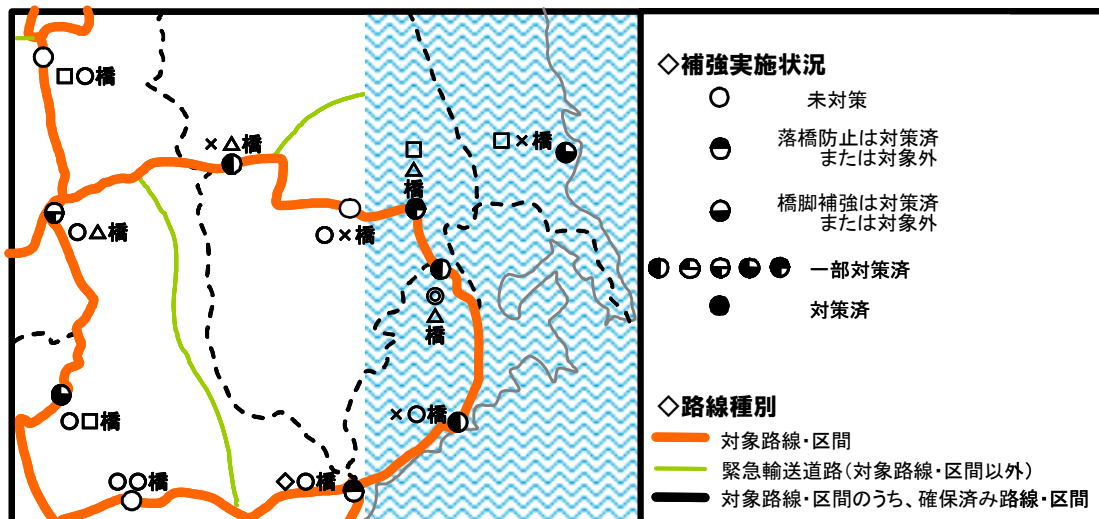 □○橋
×△橋
□△橋
□×橋
○△橋
○×橋
◎△橋
○□橋
×○橋
○○橋
◇○橋
◇補強実施状況
未対策
落橋防止は対策済
または対象外
橋脚補強は対策済
または対象外
一部対策済
対策済
◇路線種別
対象路線・区間
緊急輸送道路(対象路線・区間以外)
対象路線・区間のうち、確保済み路線・区間